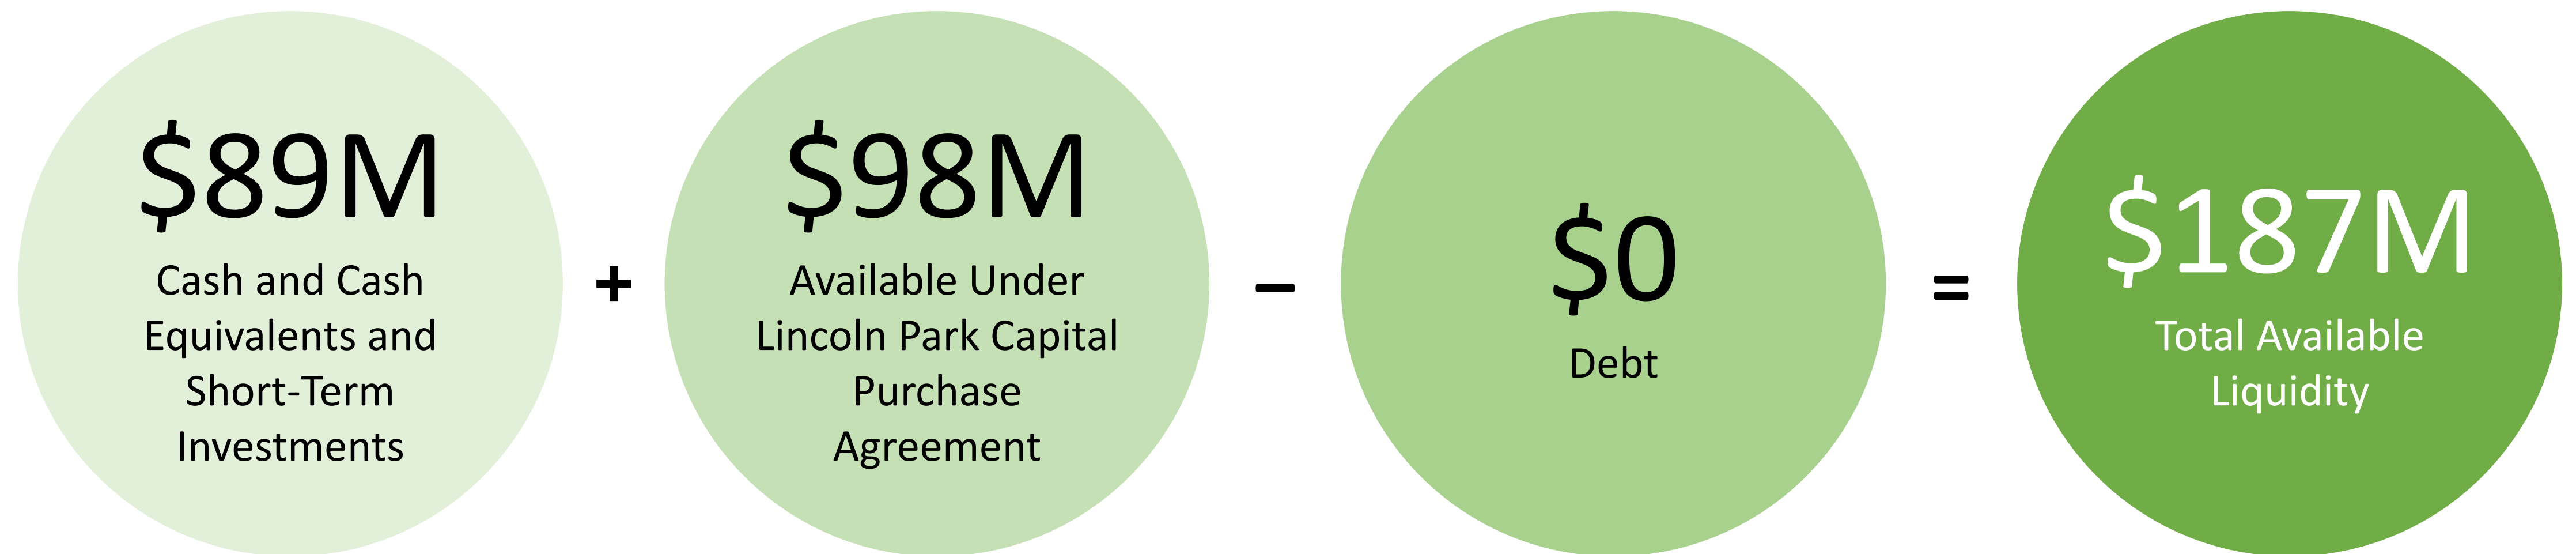 $89M
Cash and Cash
Equivalents and
Short-Term
Investments
+
$98M
Available Under
Lincoln Park Capital
Purchase
Agreement
–
$0
Debt
=
$187M
Total Available
Liquidity